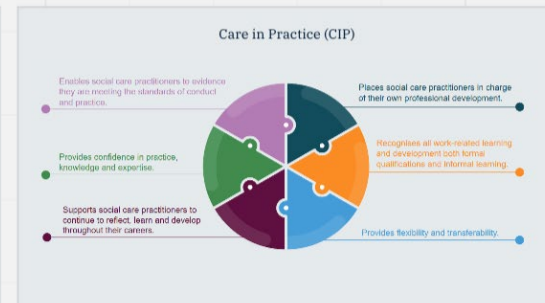 Care in Practice (CIP)
Enables social care practitioners to evidence
they are meeting the standards of conduct
and practice.
Provides confidence in practice,
knowledge and expertise.
Supports social care practitioners to
continue to reflect, learn and develop
throughout their careers.
Places social care practitioners in charge
of their own professional development.
Recognises all work-related learning
and development both formal
qualifications and informal learning.
Provides flexibility and transferability.